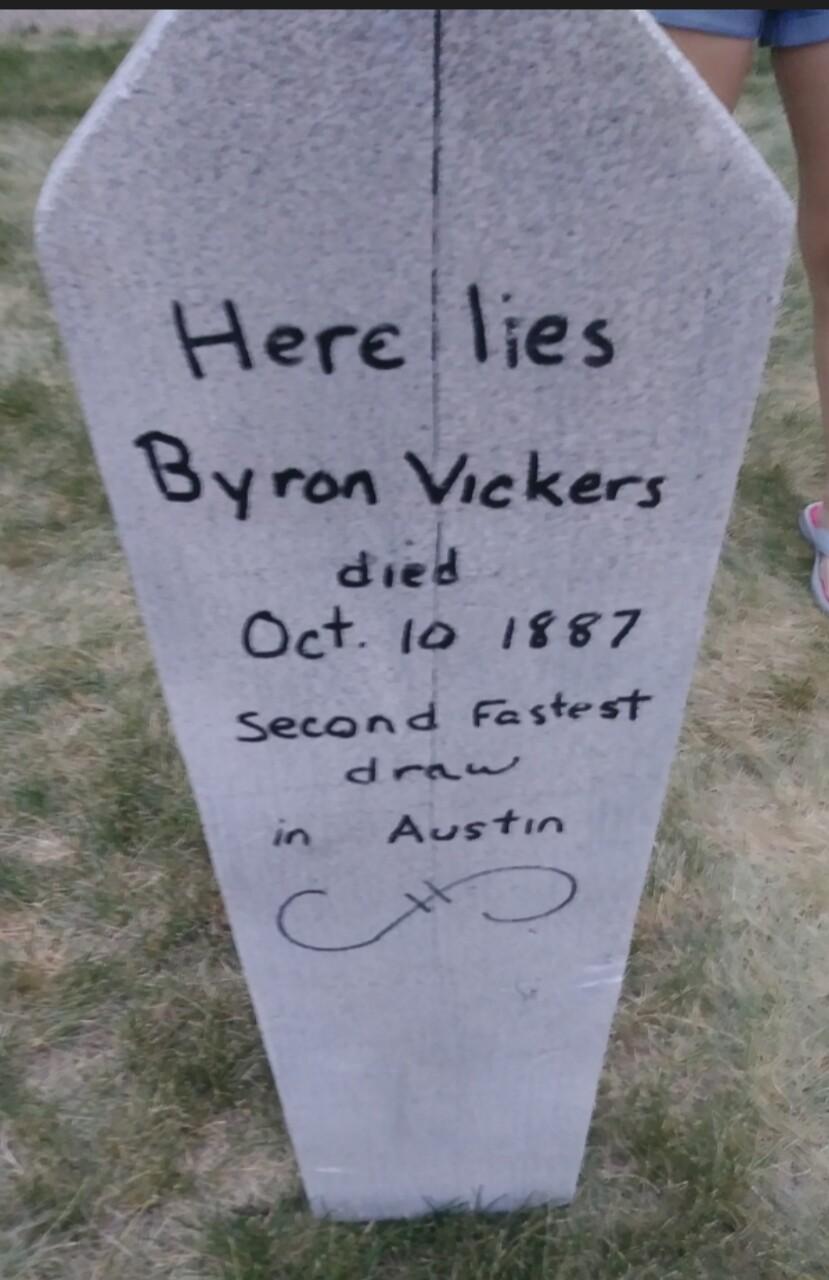 Here lies
Byron Vickers
died
Oct. 10 1887
Second Fastest
draw
in Austin